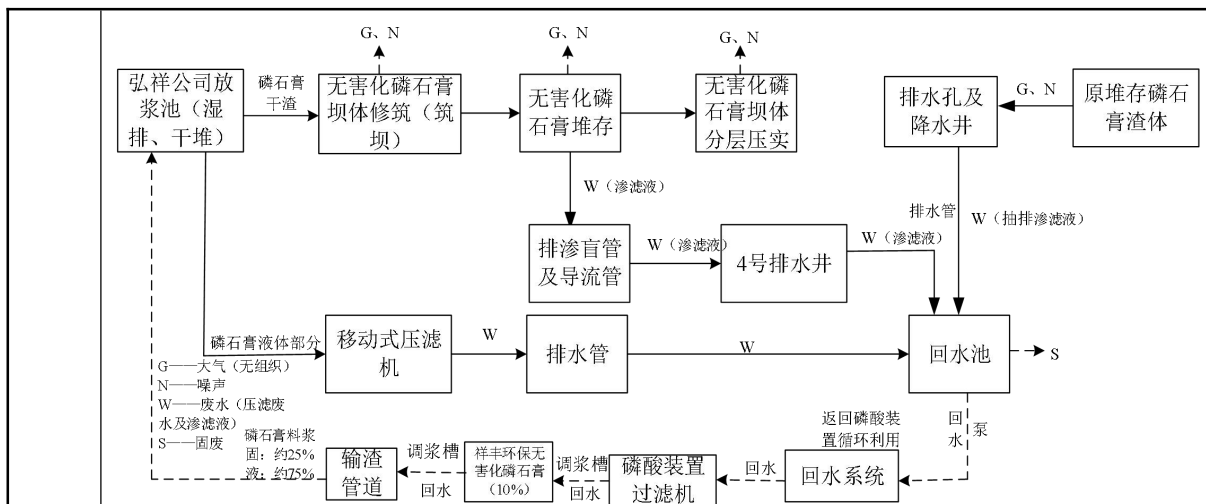 G、N
G、N
G、N
弘祥公司放
浆池（湿
排、干堆）
磷石膏
干渣
无害化磷石膏
坝体修筑（筑
坝）
无害化磷
石膏堆存
无害化磷
石膏坝体
分层压实
排水孔及
降水井
G、N
原堆存磷石
膏渣体
W（渗滤液）
排水管
W（抽排渗滤液）
排渗盲管
及导流管
W（渗滤液）
4号排水井
W（渗滤液）
磷石膏液体部分
移动式压滤
机
W
排水管
W
回水池
S
G——大气（无组织）
N——噪声
W——废水（压滤废
水及渗滤液）
S——固废
磷石膏料浆
固：约25%
液：约75%
输渣
管道
调浆槽
回水
祥丰环保无
害化磷石膏
（10%）
调浆槽
回水
磷酸装置
过滤机
回水
回水系统
返回磷酸装
置循环利用
回
水
泵